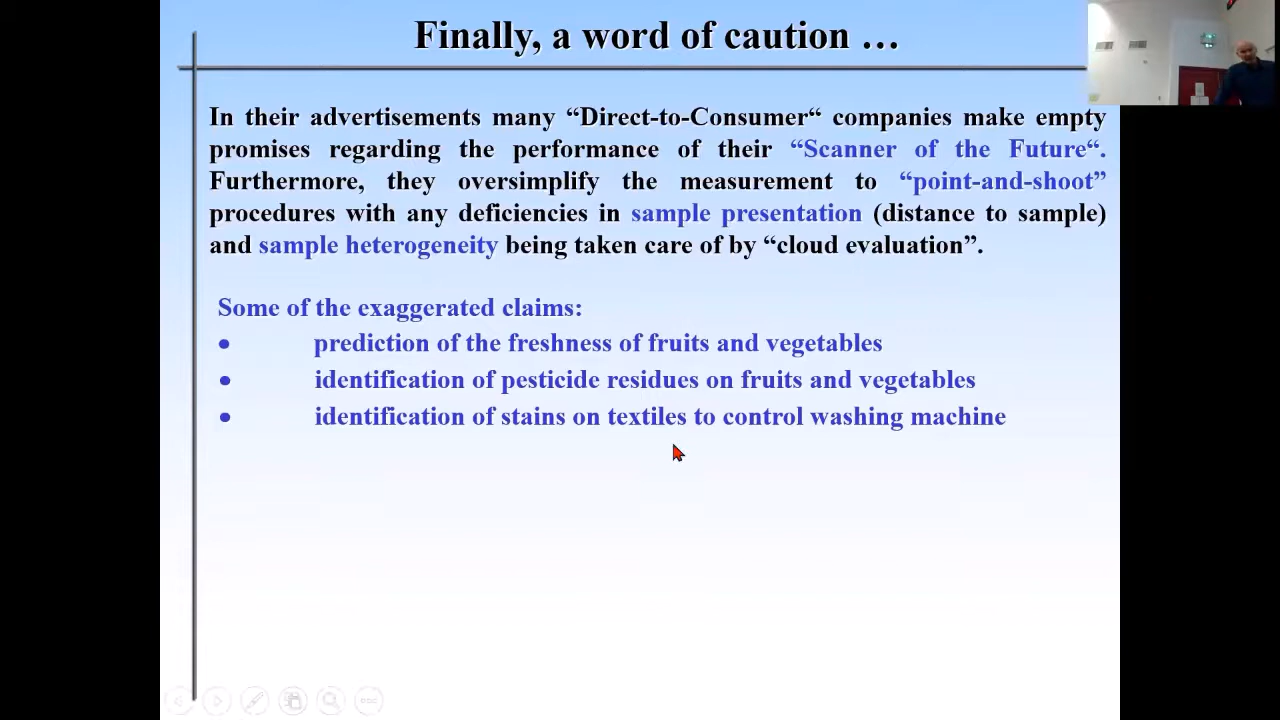 Finally, a word of caution …
In their advertisements many “Direct-to-Consumer“ companies make empty
promises regarding the performance of their “Scanner of the Future“.
Furthermore, they oversimplify the measurement to “point-and-shoot”
procedures with any deficiencies in sample presentation (distance to sample)
and sample heterogeneity being taken care of by “cloud evaluation”.
Some of the exaggerated claims:
• prediction of the freshness of fruits and vegetables
• identification of pesticide residues on fruits and vegetables
• identification of stains on textiles to control washing machine